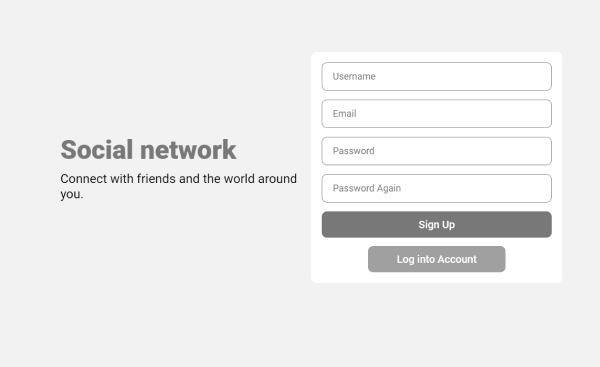 Social network
Connect with friends and the world around
you.
Username
Email
Password
Password Again
Sign Up
Log into Account